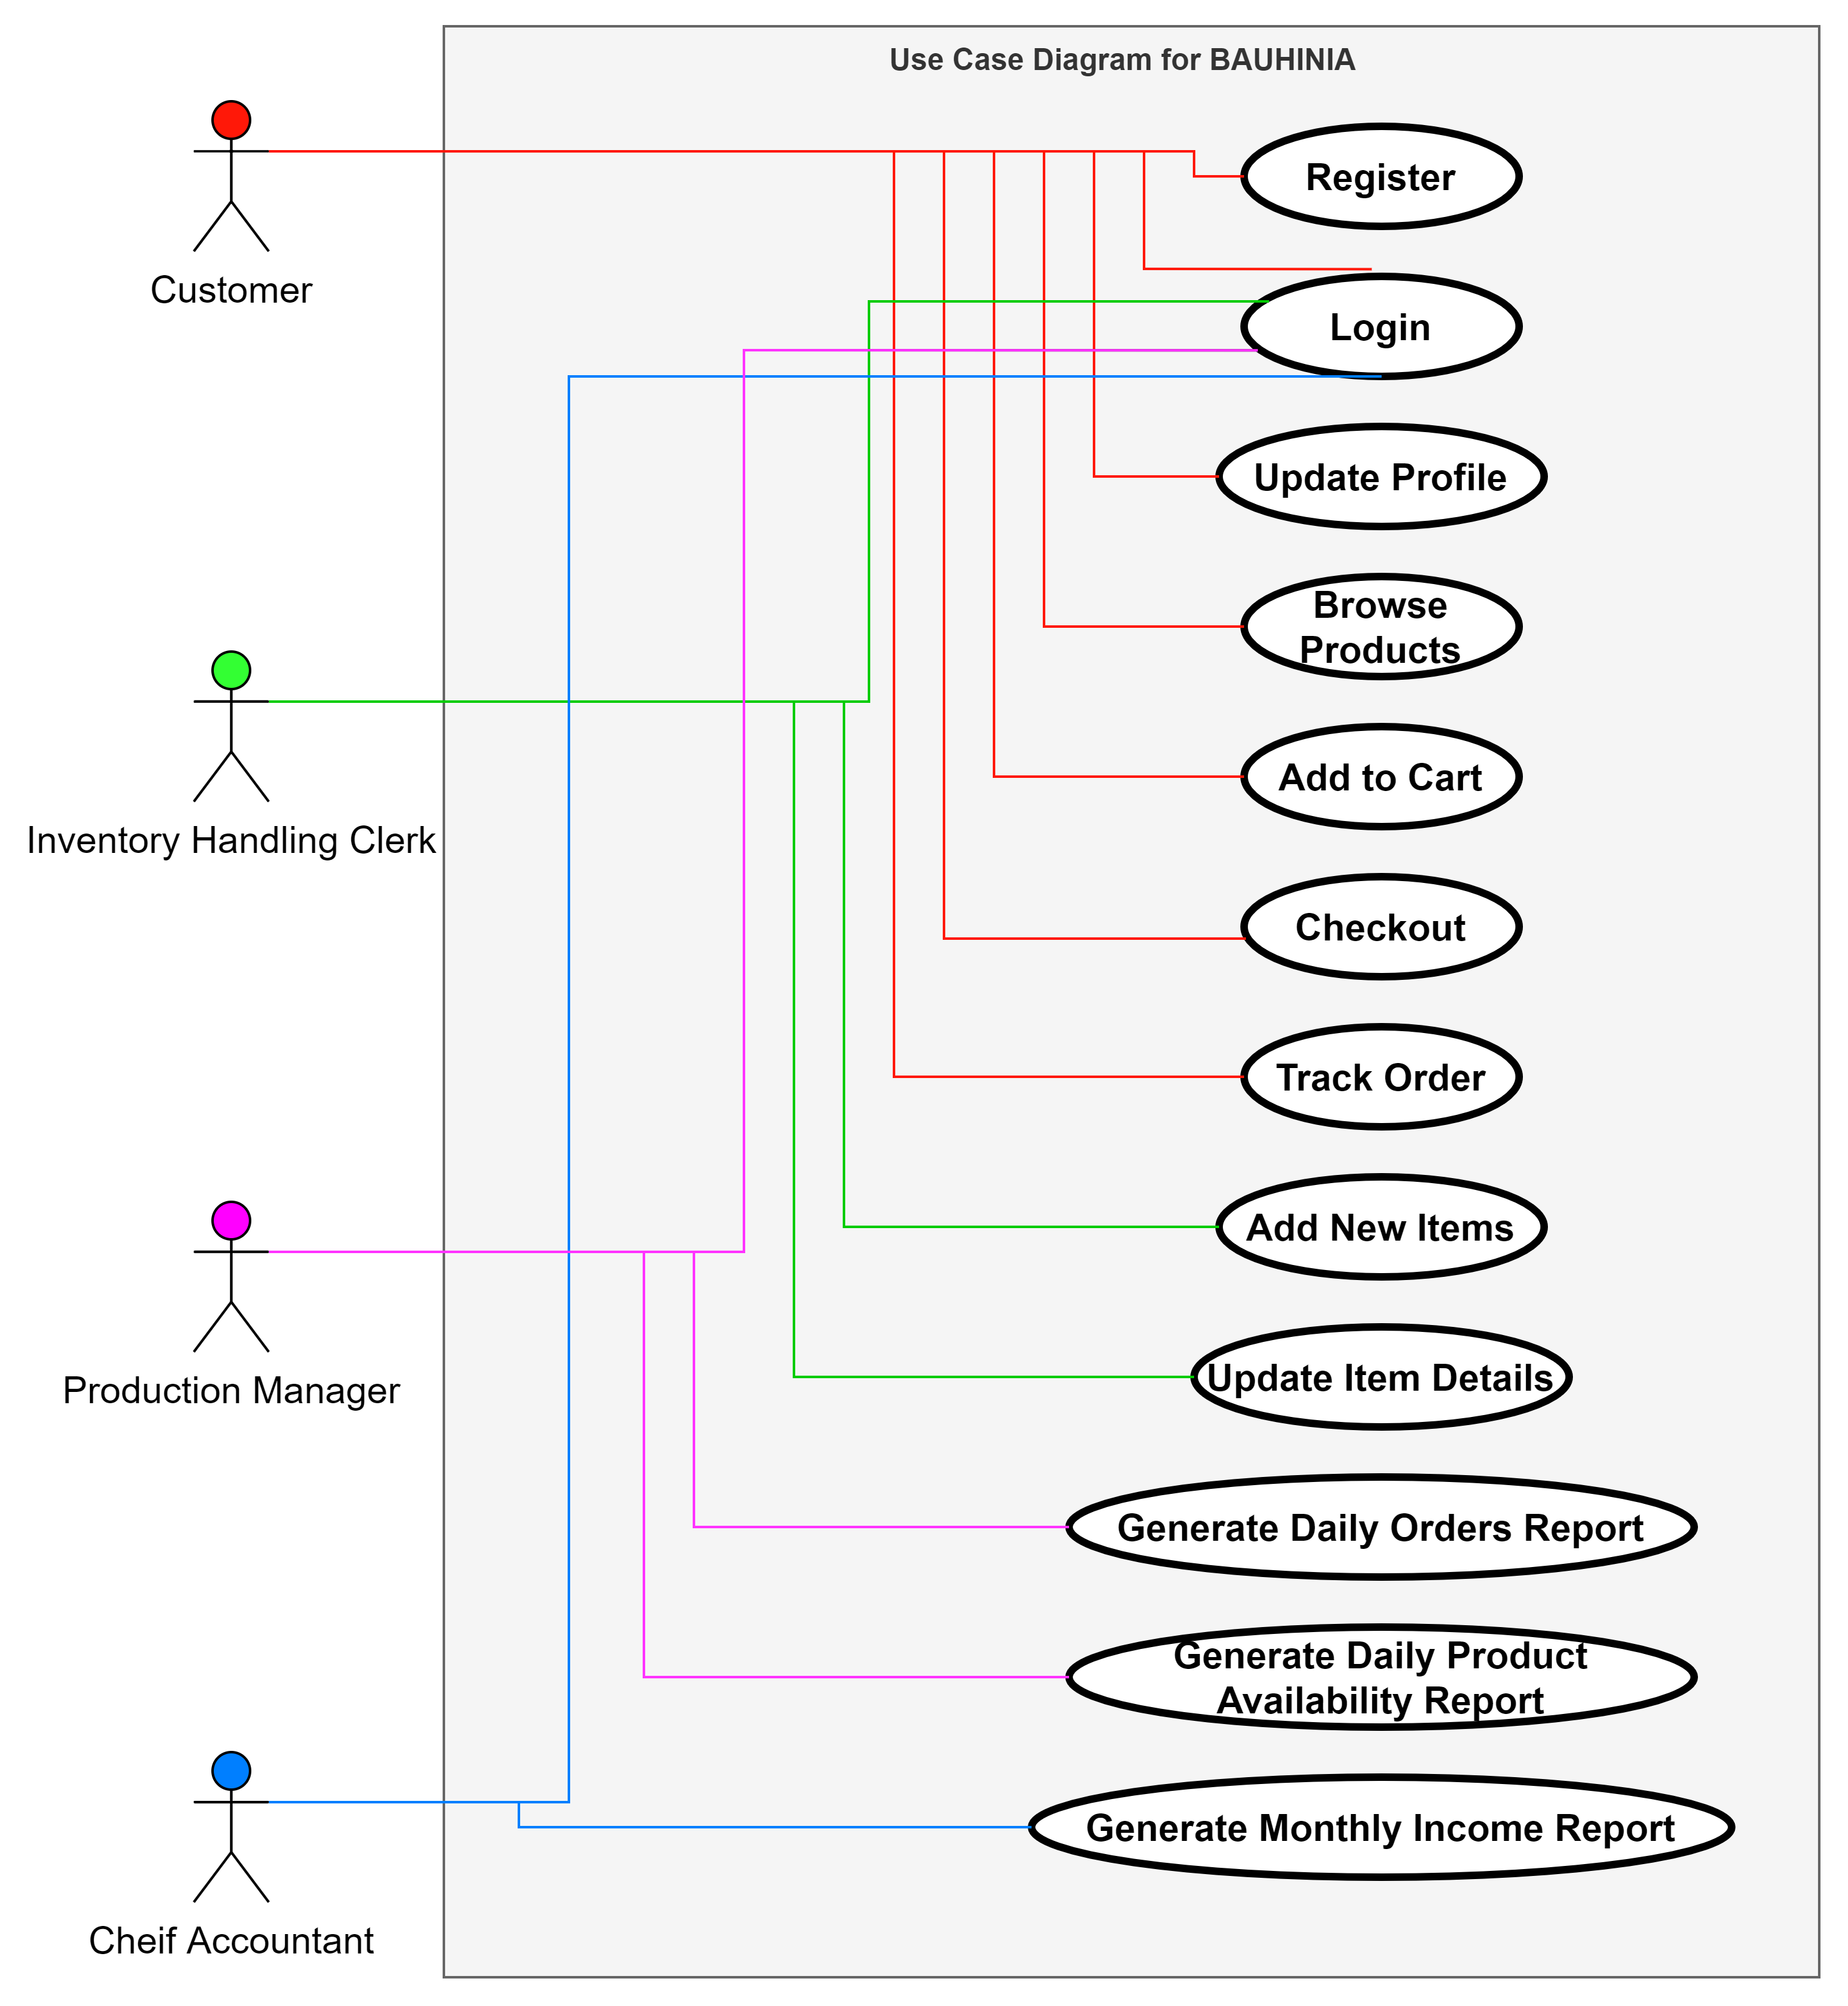 Use Case Diagram for BAUHINIA
Register
Customer
Login
Update Profile
Browse
Products
Add to Cart
Inventory Handling Clerk
Checkout
Track Order
Add New Items
Production Manager
Update Item Details
Generate Daily Orders Report
Generate Daily Product
Availability Report
Generate Monthly Income Report
Cheif Accountant